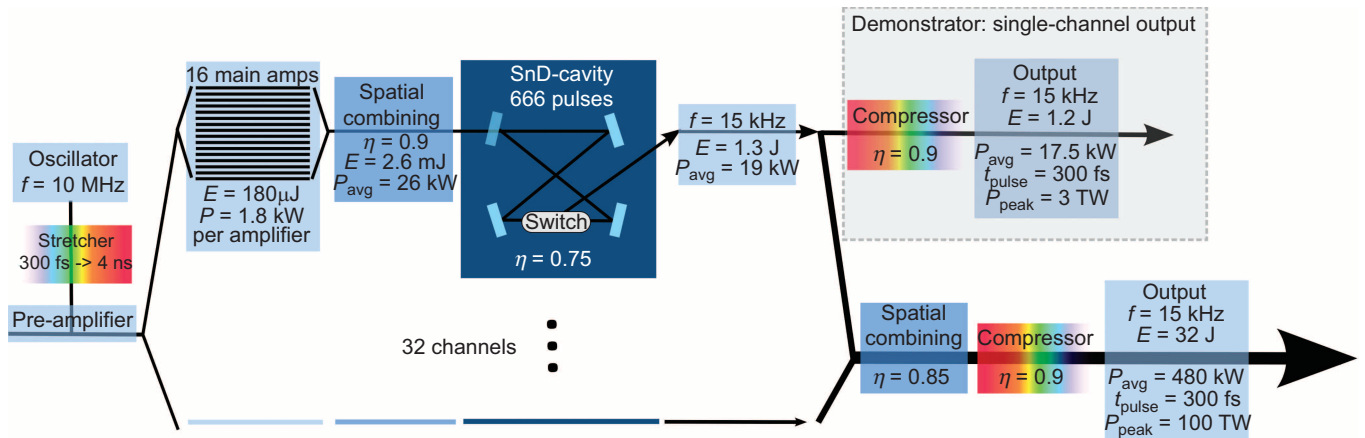 Oscillator
f = 10 MHz
Stretcher
300 fs -> 4 ns
Pre-amplifier
16 main amps
E = 180μJ
P = 1.8 kW
per amplifier
Spatial
combining
η = 0.9
E = 2.6 mJ
Pavg = 26 kW
SnD-cavity
666 pulses
Switch
η = 0.75
f = 15 kHz
E = 1.3 J
Pavg = 19 kW
Demonstrator: single-channel output
Compressor
η = 0.9
Output
f = 15 kHz
E = 1.2 J
Pavg = 17.5 kW
tpulse = 300 fs
Ppeak = 3 TW
32 channels
Spatial
combining
η = 0.85
Compressor
η = 0.9
Output
f = 15 kHz
E = 32 J
Pavg = 480 kW
tpulse = 300 fs
Ppeak = 100 TW